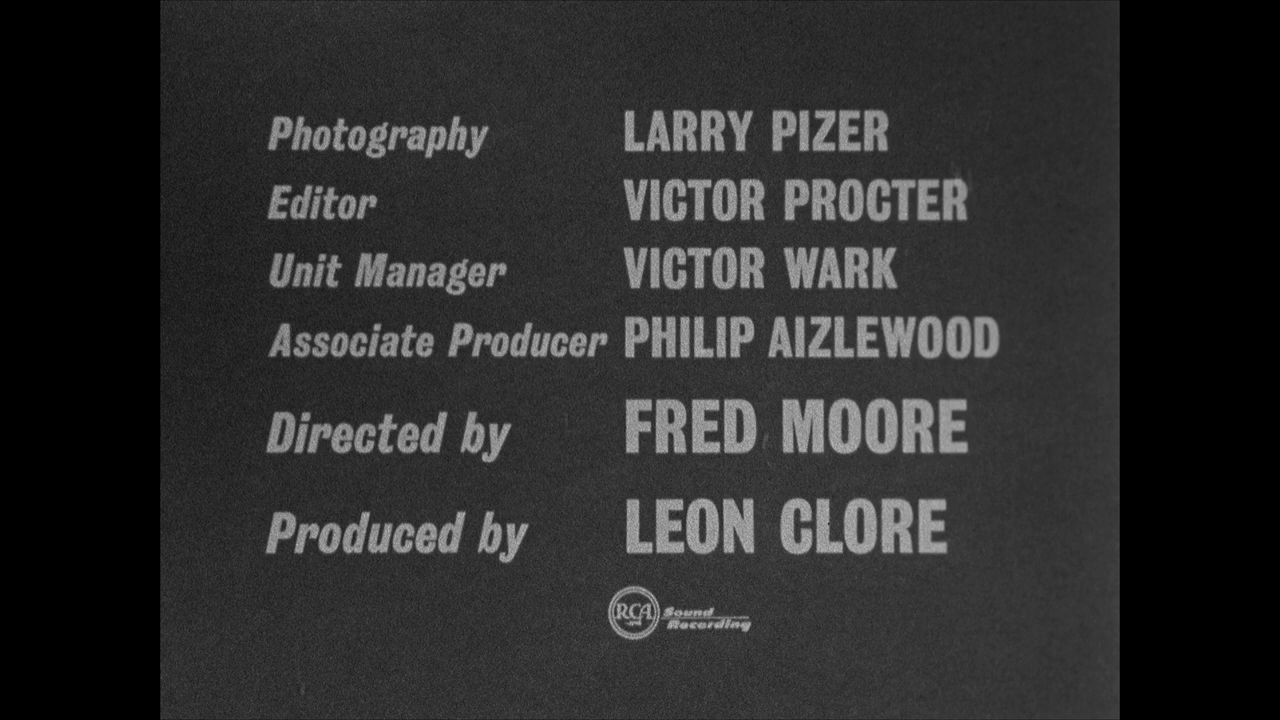 Photography LARRY PIZER
Editor VICTOR PROCTER
Unit Manager VICTOR WARK
Associate Producer PHILIP AIZLEWOOD
Directed by FRED MOORE
Produced by LEON CLORE
RCA Sound
Recording